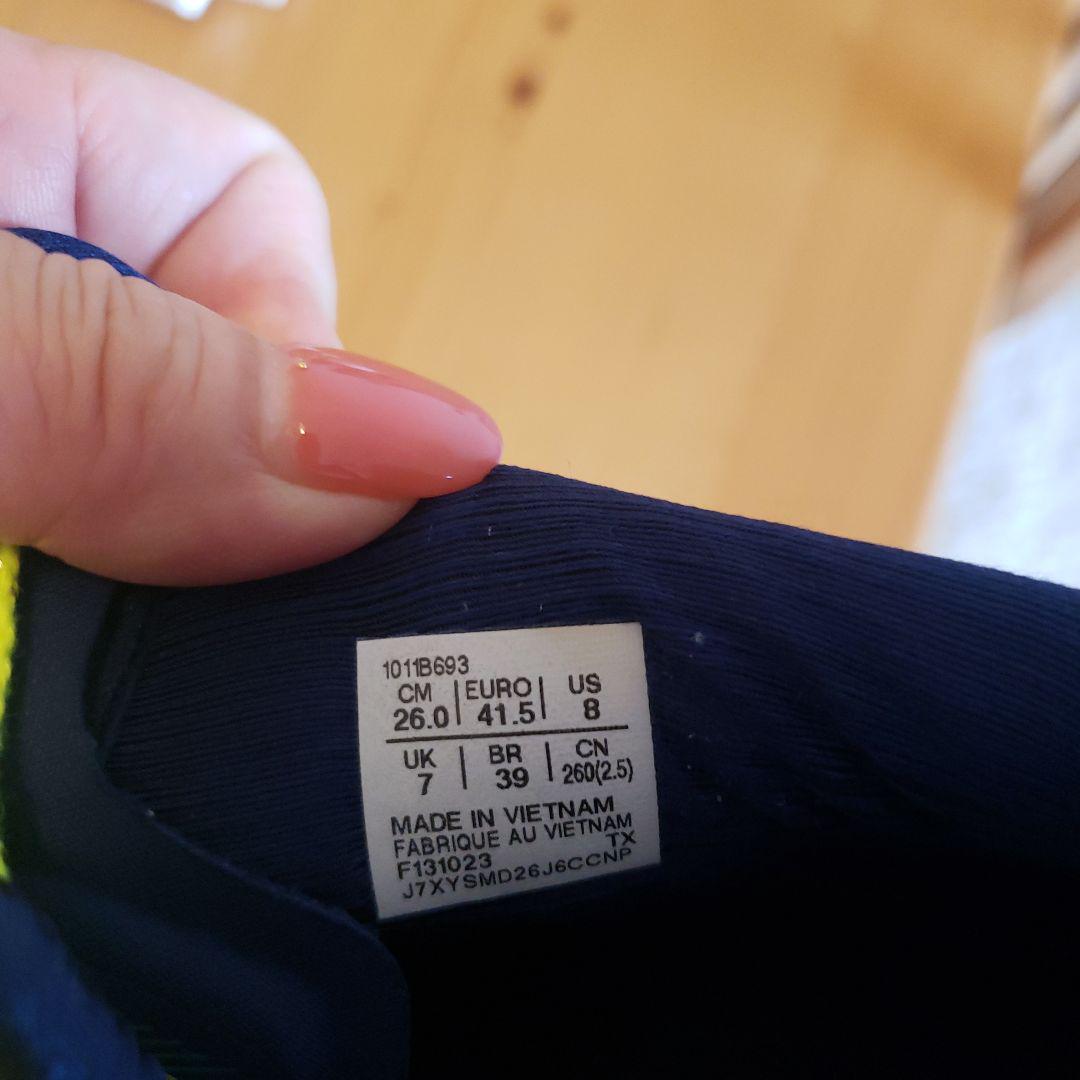 1011B693
CM | EURO | US
26.0 | 41.5 | 8
UK | BR | CN
7 | 39 | 260(2.5)
MADE IN VIETNAM
FABRIQUE AU VIETNAM
F131023 TX
J7XYSMD26J6CCNP